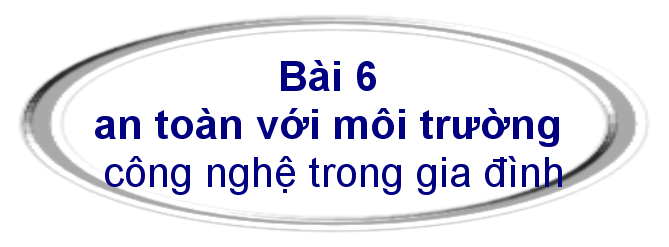 Bài 6
an toàn với môi trường
công nghệ trong gia đình